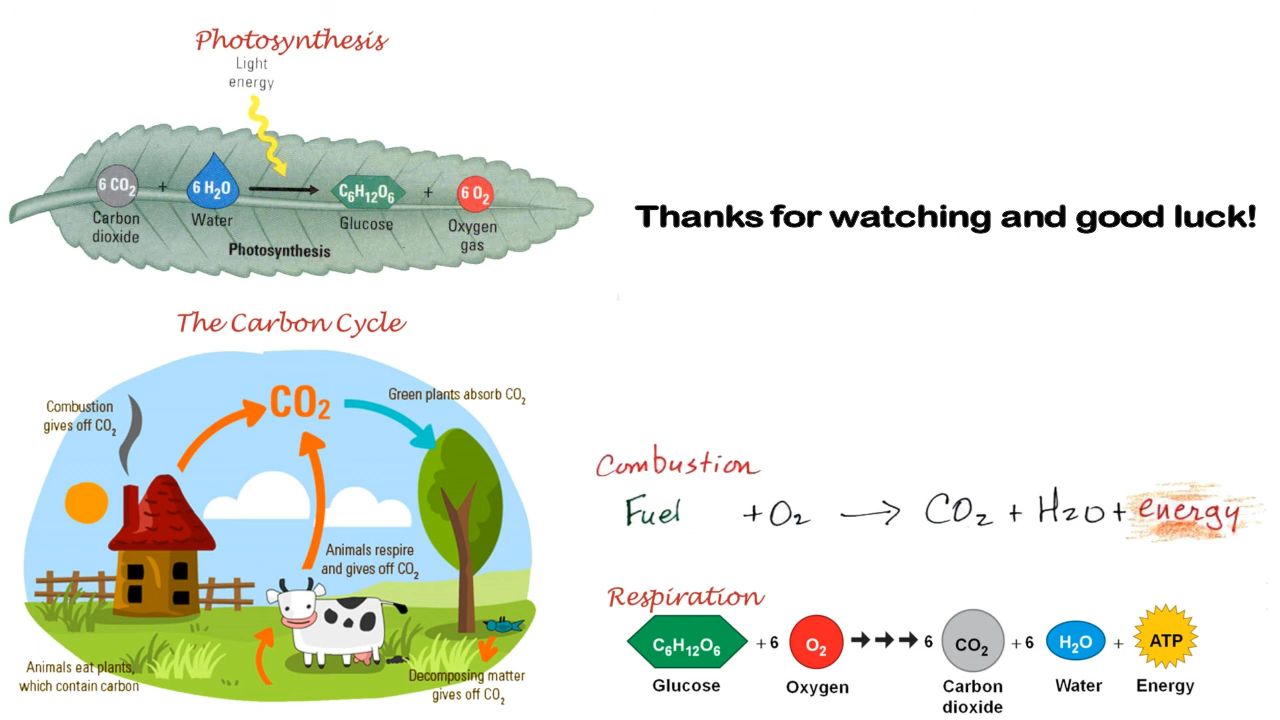 Photosynthesis
Light
energy
6 CO₂ + 6 H₂O C₆H₁₂O₆ + 6 O₂
Carbon
dioxide
Water
Glucose
Oxygen
gas
Photosynthesis
Thanks for watching and good luck!
The Carbon Cycle
Combustion
gives off CO₂
CO₂
Green plants absorb CO₂
Animals respire
and gives off CO₂
Animals eat plants,
which contain carbon
Decomposing matter
gives off CO₂
Combustion
Fuel + O₂ → CO₂ + H₂O + energy
Respiration
C₆H₁₂O₆ + 6 O₂ → → → → 6 CO₂ + 6 H₂O + ATP
Glucose
Oxygen
Carbon
dioxide
Water
Energy